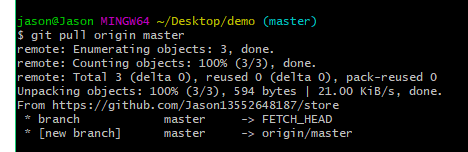 jason@Jason MINGW64 ~/Desktop/demo (master)
$ git pull origin master
remote: Enumerating objects: 3, done.
remote: Counting objects: 100% (3/3), done.
remote: Total 3 (delta 0), reused 0 (delta 0), pack-reused 0
Unpacking objects: 100% (3/3), 594 bytes | 21.00 KiB/s, done.
From https://github.com/Jason13552648187/store
 * branch            master     -> FETCH_HEAD
 * [new branch]      master     -> origin/master